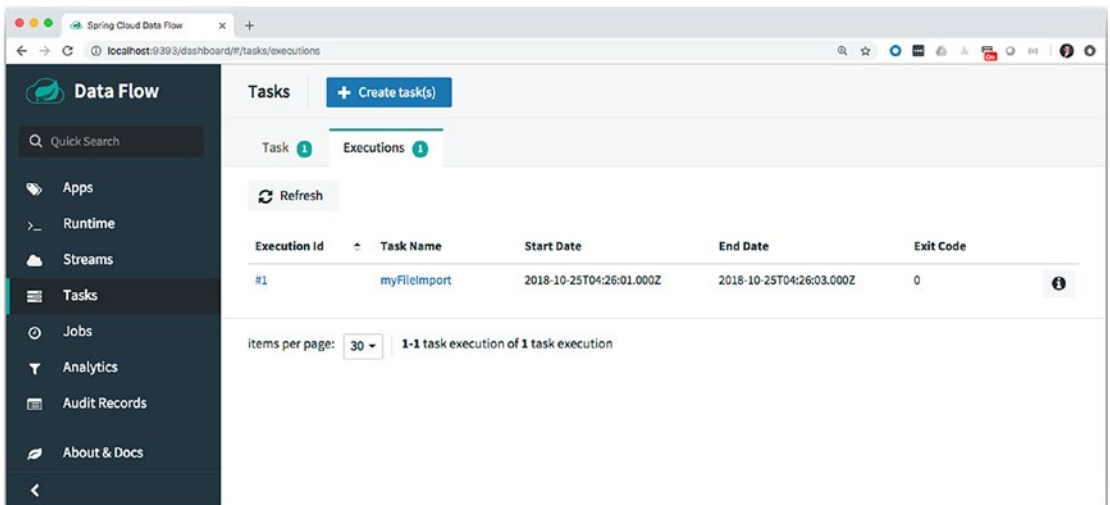 Spring Cloud Data Flow
localhost:9393/dashboard/#/tasks/executions
Data Flow
Quick Search
Apps
Runtime
Streams
Tasks
Jobs
Analytics
Audit Records
About & Docs
Tasks
+ Create task(s)
Task 1 Executions 1
Refresh
Execution Id Task Name Start Date End Date Exit Code
#1 myFileImport 2018-10-25T04:26:01.000Z 2018-10-25T04:26:03.000Z 0
items per page: 30 1-1 task execution of 1 task execution